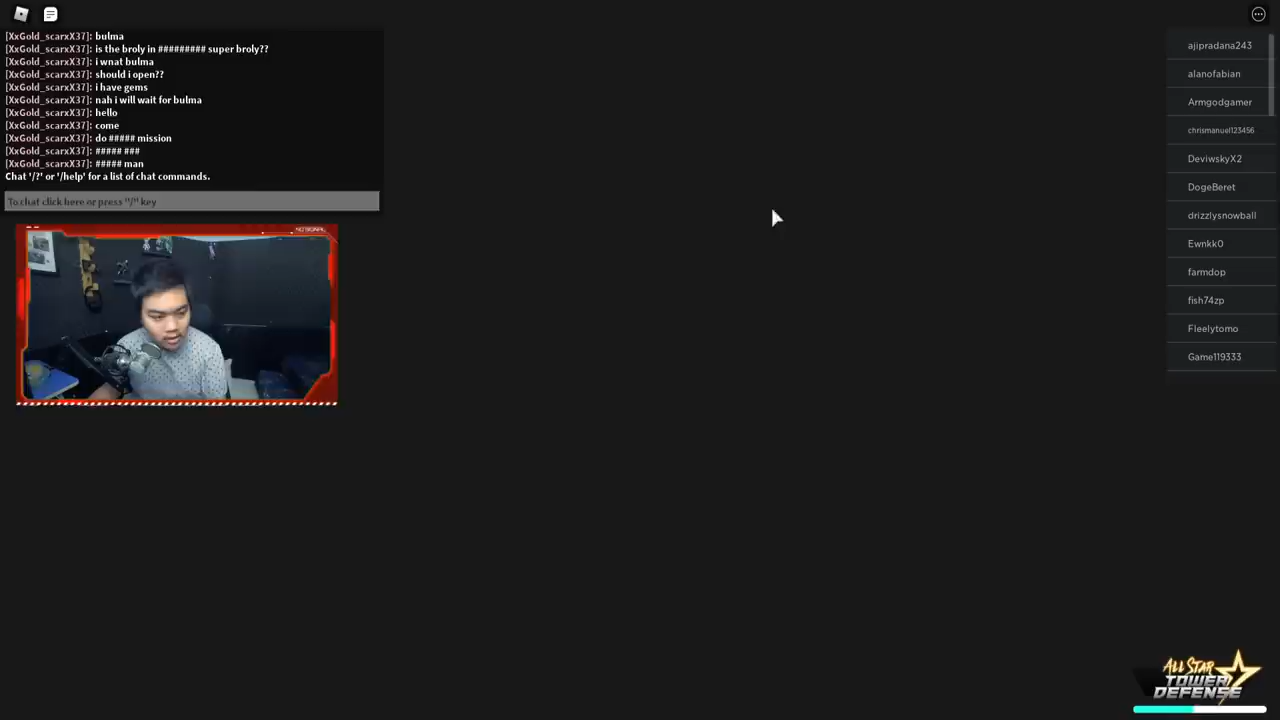 [XxGold_scarxX37]: bulma
[XxGold_scarxX37]: is the broly in ######### super broly??
[XxGold_scarxX37]: i wnat bulma
[XxGold_scarxX37]: should i open??
[XxGold_scarxX37]: i have gems
[XxGold_scarxX37]: nah i will wait for bulma
[XxGold_scarxX37]: hello
[XxGold_scarxX37]: come
[XxGold_scarxX37]: do ##### mission
[XxGold_scarxX37]: ##### ###
[XxGold_scarxX37]: ##### man
Chat '/?' or '/help' for a list of chat commands.
To chat click here or press "/" key
ajipradana243
alanofabian
Armgodgamer
chrismanuel123456
DeviwskyX2
DogeBeret
drizzlysnowball
Ewnkk0
farmdop
fish74zp
Fleelytomo
Game119333
ALL STAR
TOWER
DEFENSE